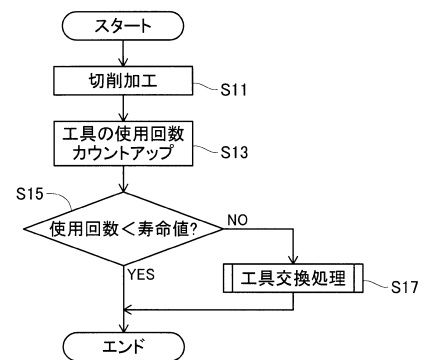 スタート
切削加工
S11
工具の使用回数
カウントアップ
S13
S15
使用回数＜寿命値?
NO
YES
工具交換処理
S17
エンド